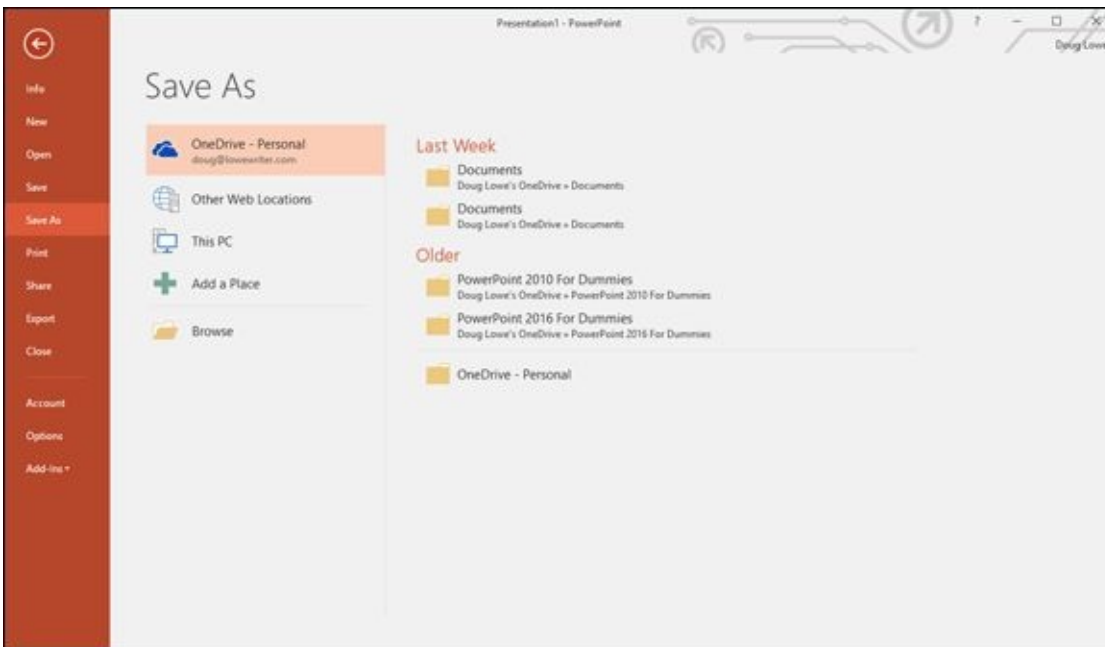 Presentation1 - PowerPoint
?
Doug Lowe
Info
New
Open
Save
Save As
Print
Share
Export
Close
Account
Options
Add-ins
Save As
OneDrive - Personal
doug@lowewriter.com
Other Web Locations
This PC
Add a Place
Browse
Last Week
Documents
Doug Lowe's OneDrive » Documents
Documents
Doug Lowe's OneDrive » Documents
Older
PowerPoint 2010 For Dummies
Doug Lowe's OneDrive » PowerPoint 2010 For Dummies
PowerPoint 2016 For Dummies
Doug Lowe's OneDrive » PowerPoint 2016 For Dummies
OneDrive - Personal